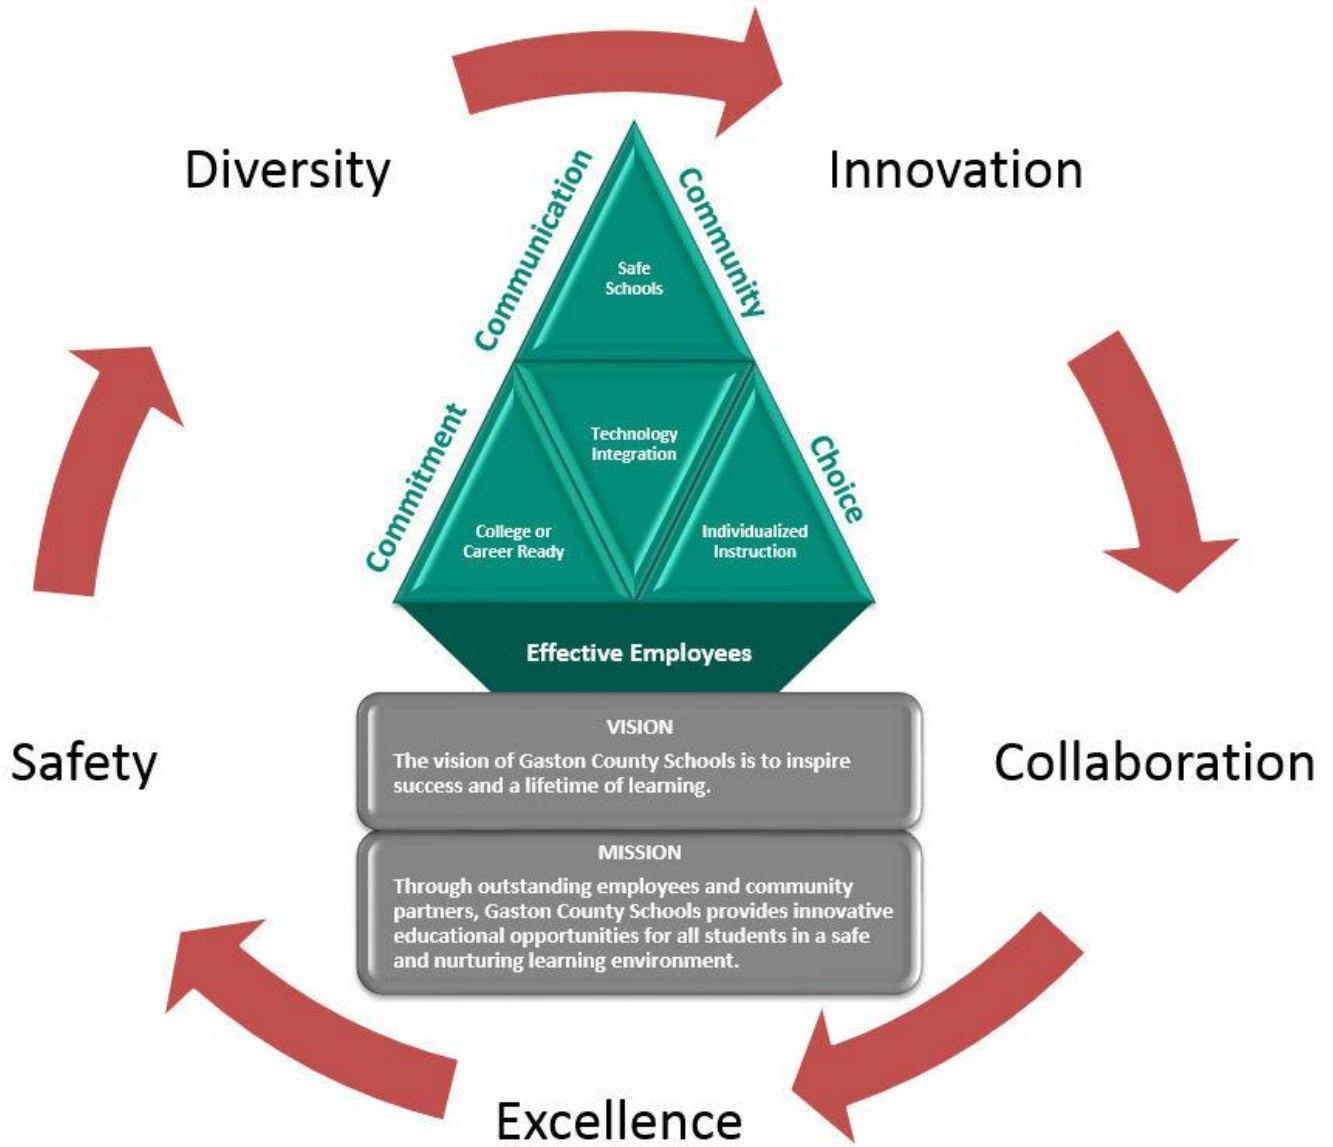 Diversity
Innovation
Communication
Community
Safe
Schools
Commitment
Choice
Technology
Integration
College or
Career Ready
Individualized
Instruction
Effective Employees
Safety
Collaboration
VISION
The vision of Gaston County Schools is to inspire
success and a lifetime of learning.
MISSION
Through outstanding employees and community
partners, Gaston County Schools provides innovative
educational opportunities for all students in a safe
and nurturing learning environment.
Excellence